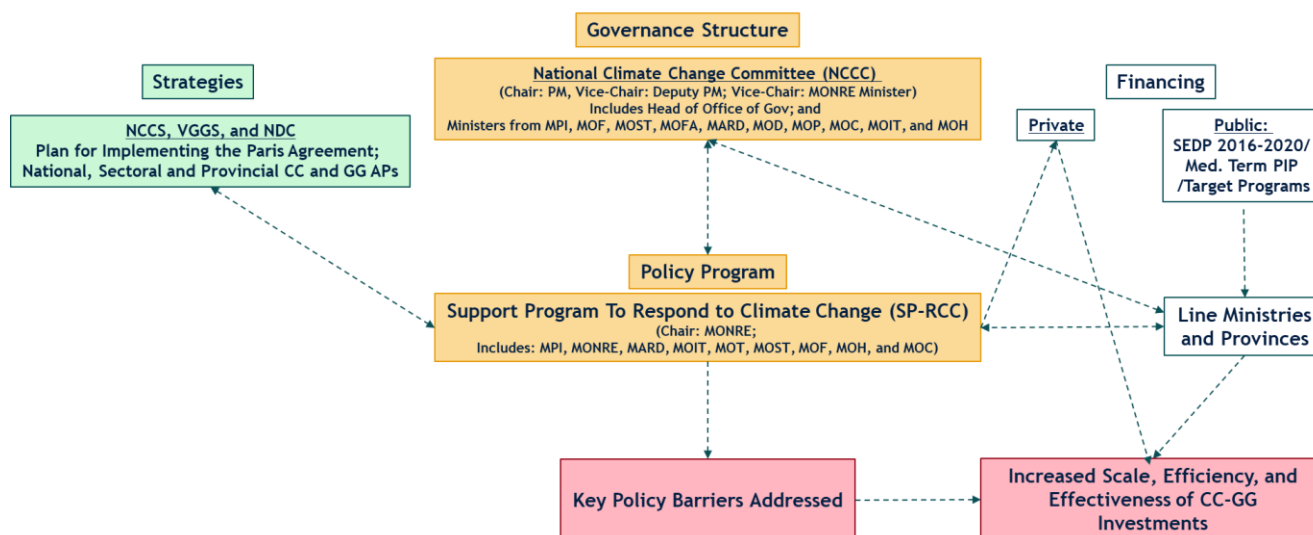 Governance Structure
Strategies
National Climate Change Committee (NCCC)
(Chair: PM, Vice-Chair: Deputy PM; Vice-Chair: MONRE Minister)
Includes Head of Office of Gov; and
Ministers from MPI, MOF, MOST, MOFA, MARD, MOD, MOP, MOC, MOIT, and MOH
Financing
NCCS, VGGS, and NDC
Plan for Implementing the Paris Agreement;
National, Sectoral and Provincial CC and GG APs
Private
Public:
SEDP 2016-2020/
Med. Term PIP
/Target Programs
Policy Program
Support Program To Respond to Climate Change (SP-RCC)
(Chair: MONRE;
Includes: MPI, MONRE, MARD, MOIT, MOT, MOST, MOF, MOH, and MOC)
Line Ministries
and Provinces
Key Policy Barriers Addressed
Increased Scale, Efficiency, and
Effectiveness of CC-GG
Investments